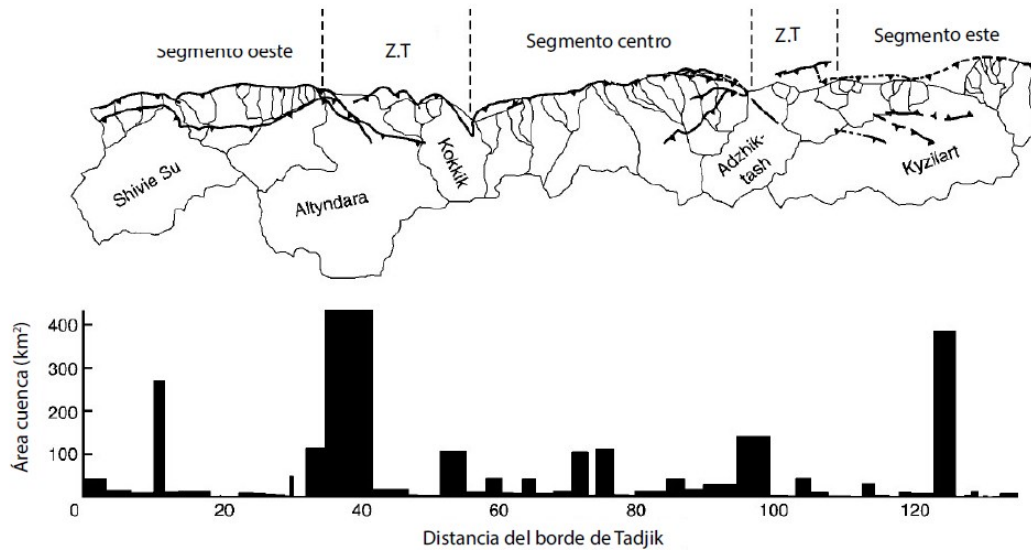 Segmento oeste
Z.T
Segmento centro
Z.T
Segmento este
Shivie Su
Altyndara
Kokkik
Adzhik-
tash
Kyzilart
Área cuenca (km²)
400
300
200
100
0 20 40 60 80 100 120
Distancia del borde de Tadjik